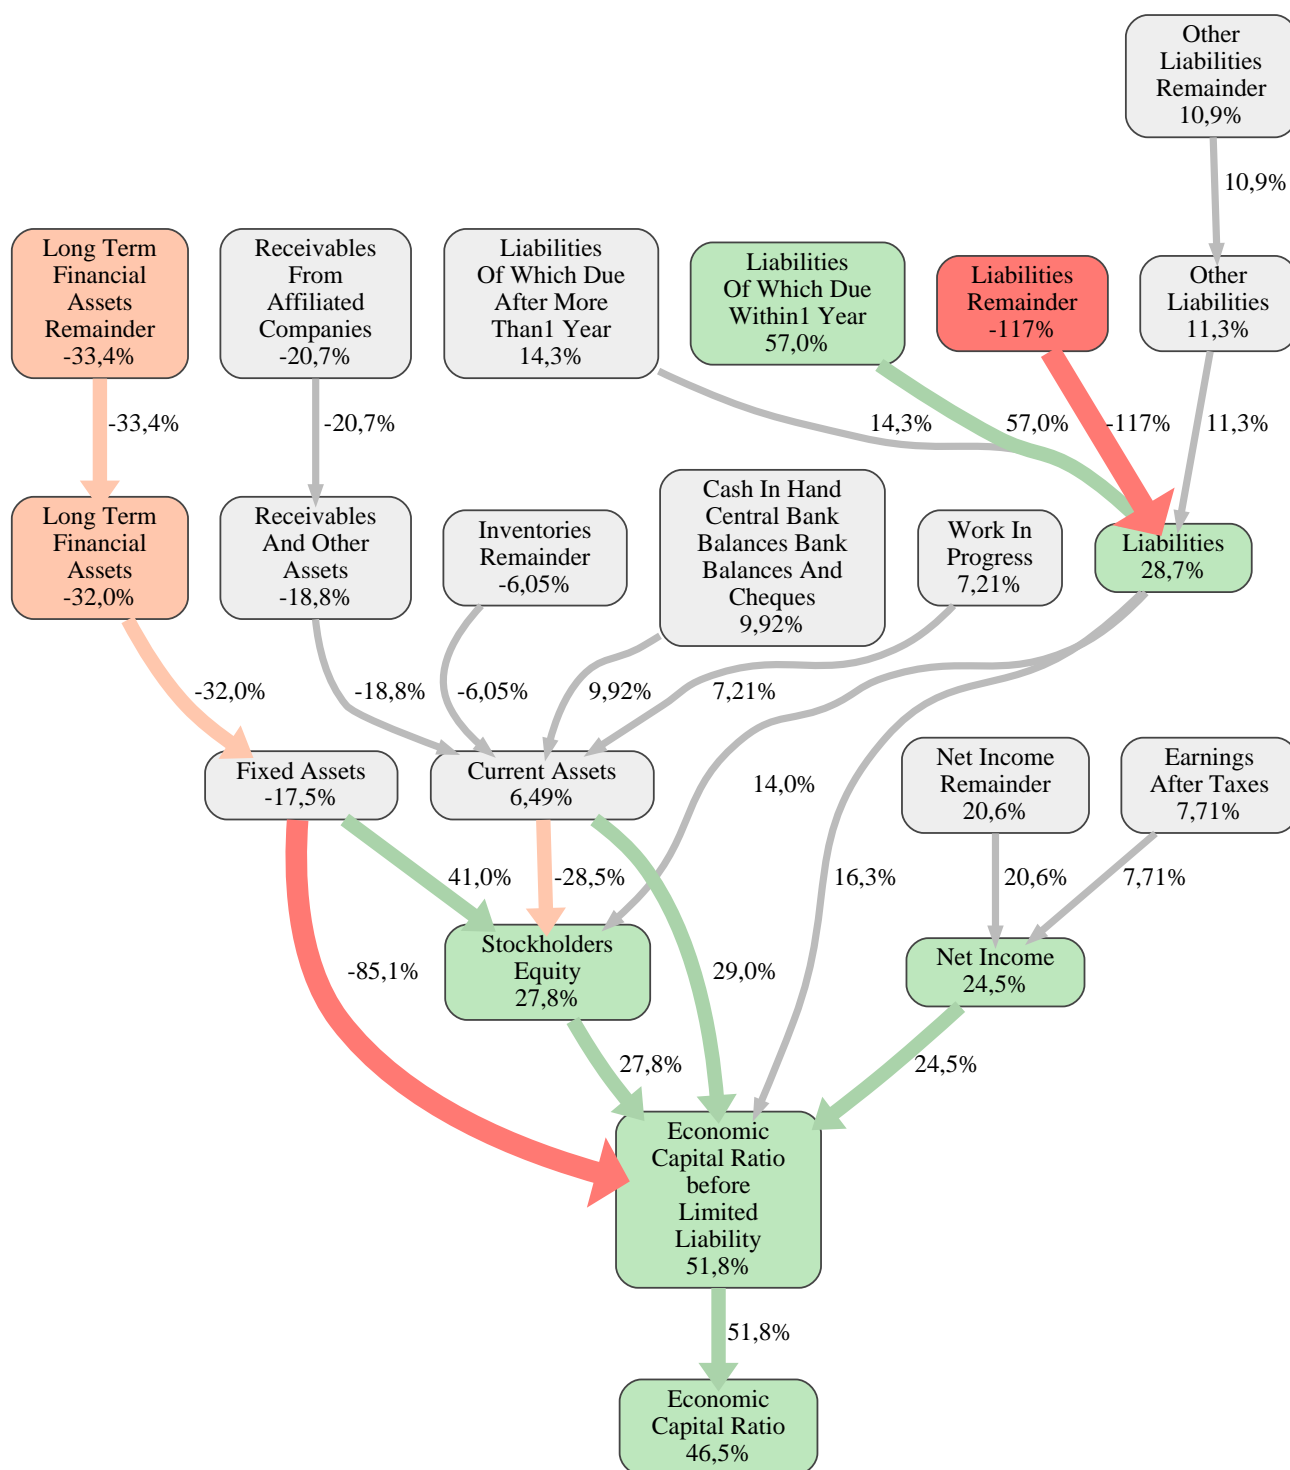 Other
Liabilities
Remainder
10,9%
10,9%
Long Term
Financial
Assets
Remainder
-33,4%
Receivables
From
Affiliated
Companies
-20,7%
Liabilities
Of Which Due
After More
Than1 Year
14,3%
Liabilities
Of Which Due
Within1 Year
57,0%
Liabilities
Remainder
-117%
Other
Liabilities
11,3%
-33,4%
-20,7%
14,3%
57,0%
-117%
11,3%
Long Term
Financial
Assets
-32,0%
Receivables
And Other
Assets
-18,8%
Inventories
Remainder
-6,05%
Cash In Hand
Central Bank
Balances Bank
Balances And
Cheques
9,92%
Work In
Progress
7,21%
Liabilities
28,7%
-32,0%
-18,8%
-6,05%
9,92%
7,21%
Fixed Assets
-17,5%
Current Assets
6,49%
14,0%
Net Income
Remainder
20,6%
Earnings
After Taxes
7,71%
41,0%
-28,5%
16,3%
20,6%
7,71%
Stockholders
Equity
27,8%
-85,1%
29,0%
Net Income
24,5%
27,8%
24,5%
Economic
Capital Ratio
before
Limited
Liability
51,8%
51,8%
Economic
Capital Ratio
46,5%